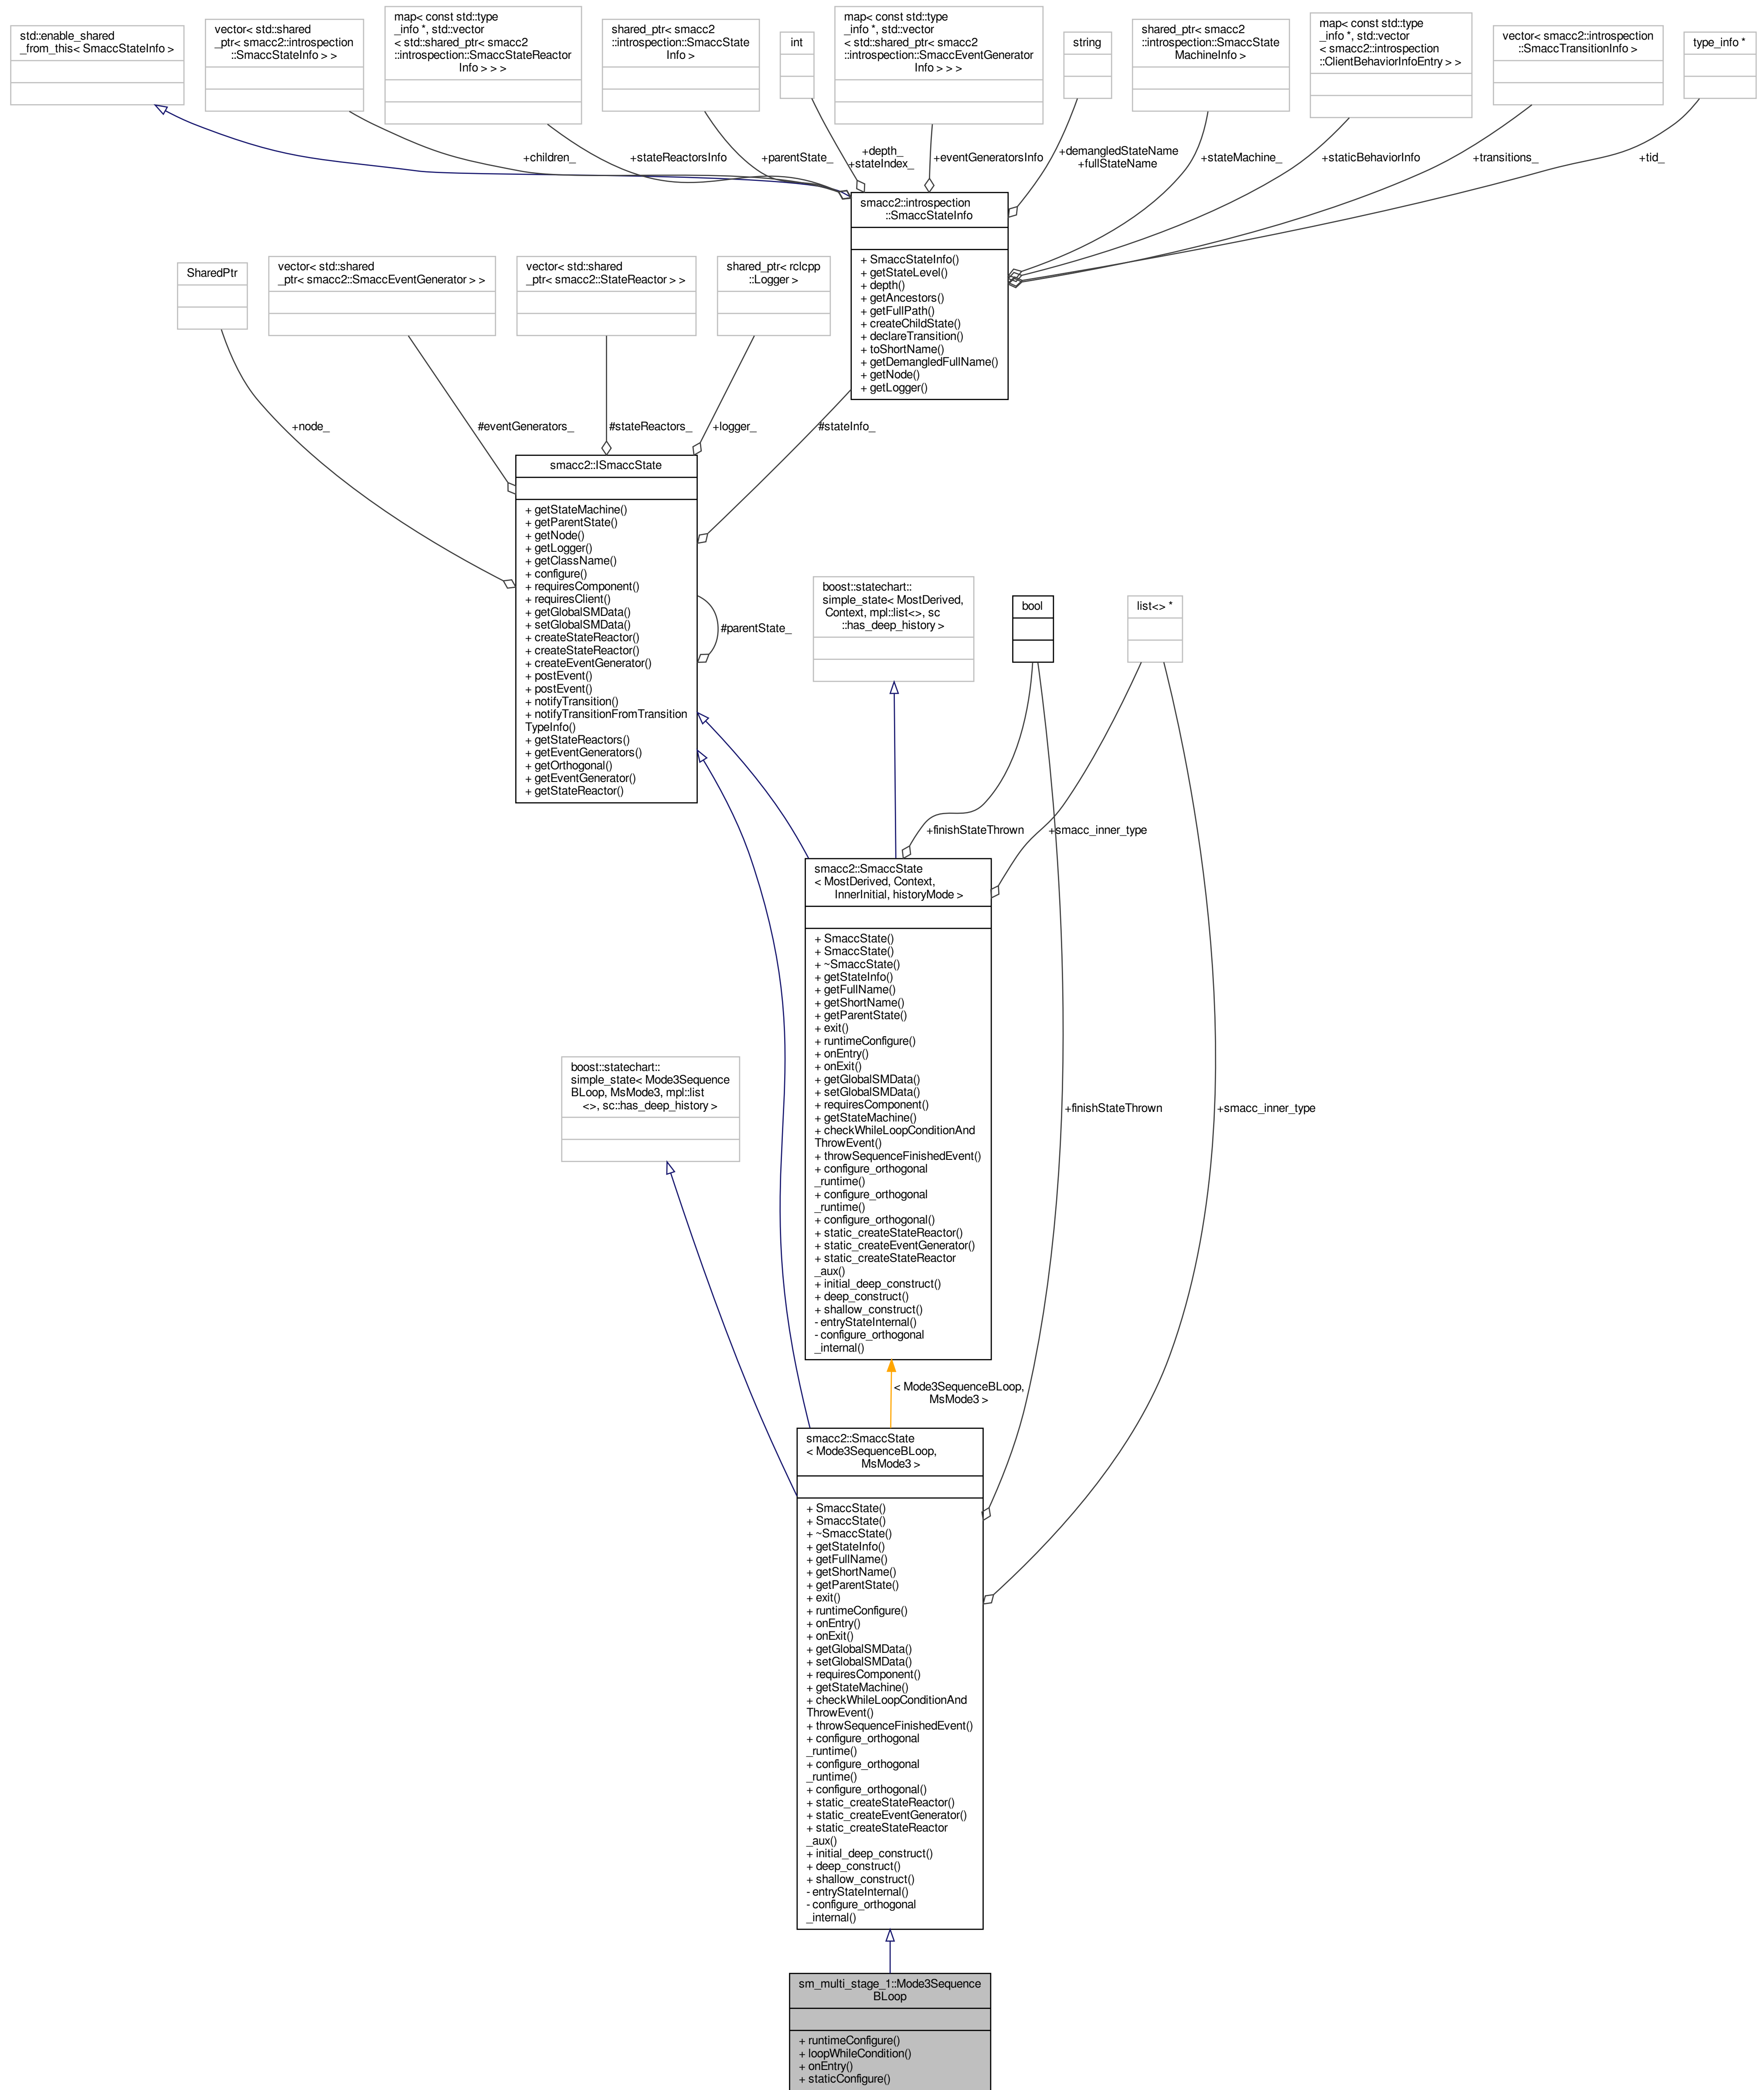 std::enable_shared
_from_this< SmaccStateInfo >
vector< std::shared
_ptr< smacc2::introspection
::SmaccStateInfo > >
map< const std::type
_info *, std::vector
< std::shared_ptr< smacc2
::introspection::SmaccStateReactor
Info > > >
shared_ptr< smacc2
::introspection::SmaccState
Info >
int
map< const std::type
_info *, std::vector
< std::shared_ptr< smacc2
::introspection::SmaccEventGenerator
Info > > >
string
shared_ptr< smacc2
::introspection::SmaccState
MachineInfo >
map< const std::type
_info *, std::vector
< smacc2::introspection
::ClientBehaviorInfoEntry > >
vector< smacc2::introspection
::SmaccTransitionInfo >
type_info *
+children_
+stateReactorsInfo
+parentState_
+depth_
+stateIndex_
+eventGeneratorsInfo
+demangledStateName
+fullStateName
+stateMachine_
+staticBehaviorInfo
+transitions_
+tid_
smacc2::introspection
::SmaccStateInfo
+ SmaccStateInfo()
+ getStateLevel()
+ depth()
+ getAncestors()
+ getFullPath()
+ createChildState()
+ declareTransition()
+ toShortName()
+ getDemangledFullName()
+ getNode()
+ getLogger()
SharedPtr
vector< std::shared
_ptr< smacc2::SmaccEventGenerator > >
vector< std::shared
_ptr< smacc2::StateReactor > >
shared_ptr< rclcpp
::Logger >
+node_
#eventGenerators_
#stateReactors_
+logger_
#stateInfo_
smacc2::ISmaccState
+ getStateMachine()
+ getParentState()
+ getNode()
+ getLogger()
+ getClassName()
+ configure()
+ requiresComponent()
+ requiresClient()
+ getGlobalSMData()
+ setGlobalSMData()
+ createStateReactor()
+ createStateReactor()
+ createEventGenerator()
+ postEvent()
+ postEvent()
+ notifyTransition()
+ notifyTransitionFromTransition
TypeInfo()
+ getStateReactors()
+ getEventGenerators()
+ getOrthogonal()
+ getEventGenerator()
+ getStateReactor()
#parentState_
boost::statechart::
simple_state< MostDerived,
Context, mpl::list<>, sc
::has_deep_history >
bool
list<> *
+finishStateThrown
+smacc_inner_type
smacc2::SmaccState
< MostDerived, Context,
InnerInitial, historyMode >
+ SmaccState()
+ SmaccState()
+ ~SmaccState()
+ getStateInfo()
+ getFullName()
+ getShortName()
+ getParentState()
+ exit()
+ runtimeConfigure()
+ onEntry()
+ onExit()
+ getGlobalSMData()
+ setGlobalSMData()
+ requiresComponent()
+ getStateMachine()
+ checkWhileLoopConditionAnd
ThrowEvent()
+ throwSequenceFinishedEvent()
+ configure_orthogonal
_runtime()
+ configure_orthogonal
_runtime()
+ configure_orthogonal()
+ static_createStateReactor()
+ static_createEventGenerator()
+ static_createStateReactor
_aux()
+ initial_deep_construct()
+ deep_construct()
+ shallow_construct()
- entryStateInternal()
- configure_orthogonal
_internal()
boost::statechart::
simple_state< Mode3Sequence
BLoop, MsMode3, mpl::list
<>, sc::has_deep_history >
+finishStateThrown
+smacc_inner_type
< Mode3SequenceBLoop,
MsMode3 >
smacc2::SmaccState
< Mode3SequenceBLoop,
MsMode3 >
+ SmaccState()
+ SmaccState()
+ ~SmaccState()
+ getStateInfo()
+ getFullName()
+ getShortName()
+ getParentState()
+ exit()
+ runtimeConfigure()
+ onEntry()
+ onExit()
+ getGlobalSMData()
+ setGlobalSMData()
+ requiresComponent()
+ getStateMachine()
+ checkWhileLoopConditionAnd
ThrowEvent()
+ throwSequenceFinishedEvent()
+ configure_orthogonal
_runtime()
+ configure_orthogonal
_runtime()
+ configure_orthogonal()
+ static_createStateReactor()
+ static_createEventGenerator()
+ static_createStateReactor
_aux()
+ initial_deep_construct()
+ deep_construct()
+ shallow_construct()
- entryStateInternal()
- configure_orthogonal
_internal()
sm_multi_stage_1::Mode3Sequence
BLoop
+ runtimeConfigure()
+ loopWhileCondition()
+ onEntry()
+ staticConfigure()